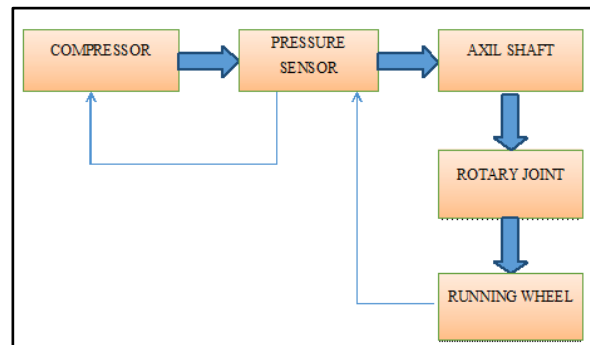 COMPRESSOR
PRESSURE
SENSOR
AXIL SHAFT
ROTARY JOINT
RUNNING WHEEL